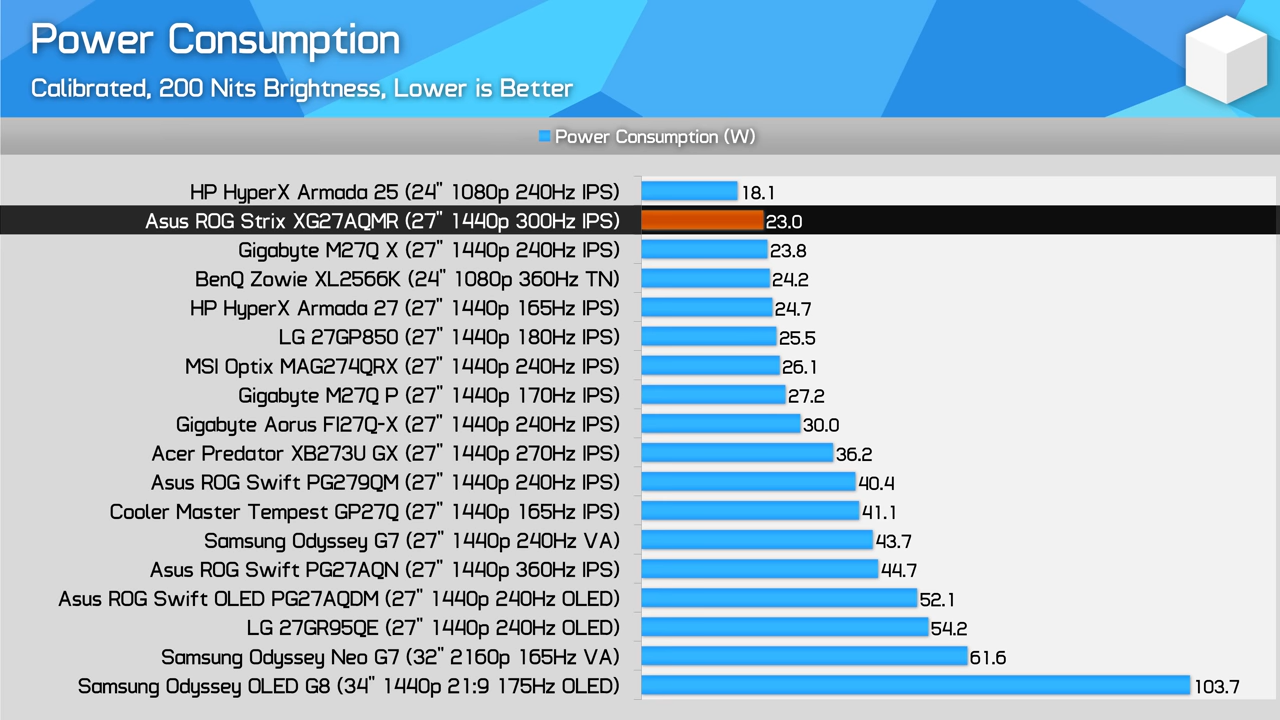 Power Consumption
Calibrated, 200 Nits Brightness, Lower is Better
Power Consumption (W)
HP HyperX Armada 25 (24" 1080p 240Hz IPS) 18.1
Asus ROG Strix XG27AQMR (27" 1440p 300Hz IPS) 23.0
Gigabyte M27Q X (27" 1440p 240Hz IPS) 23.8
BenQ Zowie XL2566K (24" 1080p 360Hz TN) 24.2
HP HyperX Armada 27 (27" 1440p 165Hz IPS) 24.7
LG 27GP850 (27" 1440p 180Hz IPS) 25.5
MSI Optix MAG274QRX (27" 1440p 240Hz IPS) 26.1
Gigabyte M27Q P (27" 1440p 170Hz IPS) 27.2
Gigabyte Aorus FI27Q-X (27" 1440p 240Hz IPS) 30.0
Acer Predator XB273U GX (27" 1440p 270Hz IPS) 36.2
Asus ROG Swift PG279QM (27" 1440p 240Hz IPS) 40.4
Cooler Master Tempest GP27Q (27" 1440p 165Hz IPS) 41.1
Samsung Odyssey G7 (27" 1440p 240Hz VA) 43.7
Asus ROG Swift PG27AQN (27" 1440p 360Hz IPS) 44.7
Asus ROG Swift OLED PG27AQDM (27" 1440p 240Hz OLED) 52.1
LG 27GR95QE (27" 1440p 240Hz OLED) 54.2
Samsung Odyssey Neo G7 (32" 2160p 165Hz VA) 61.6
Samsung Odyssey OLED G8 (34" 1440p 21:9 175Hz OLED) 103.7